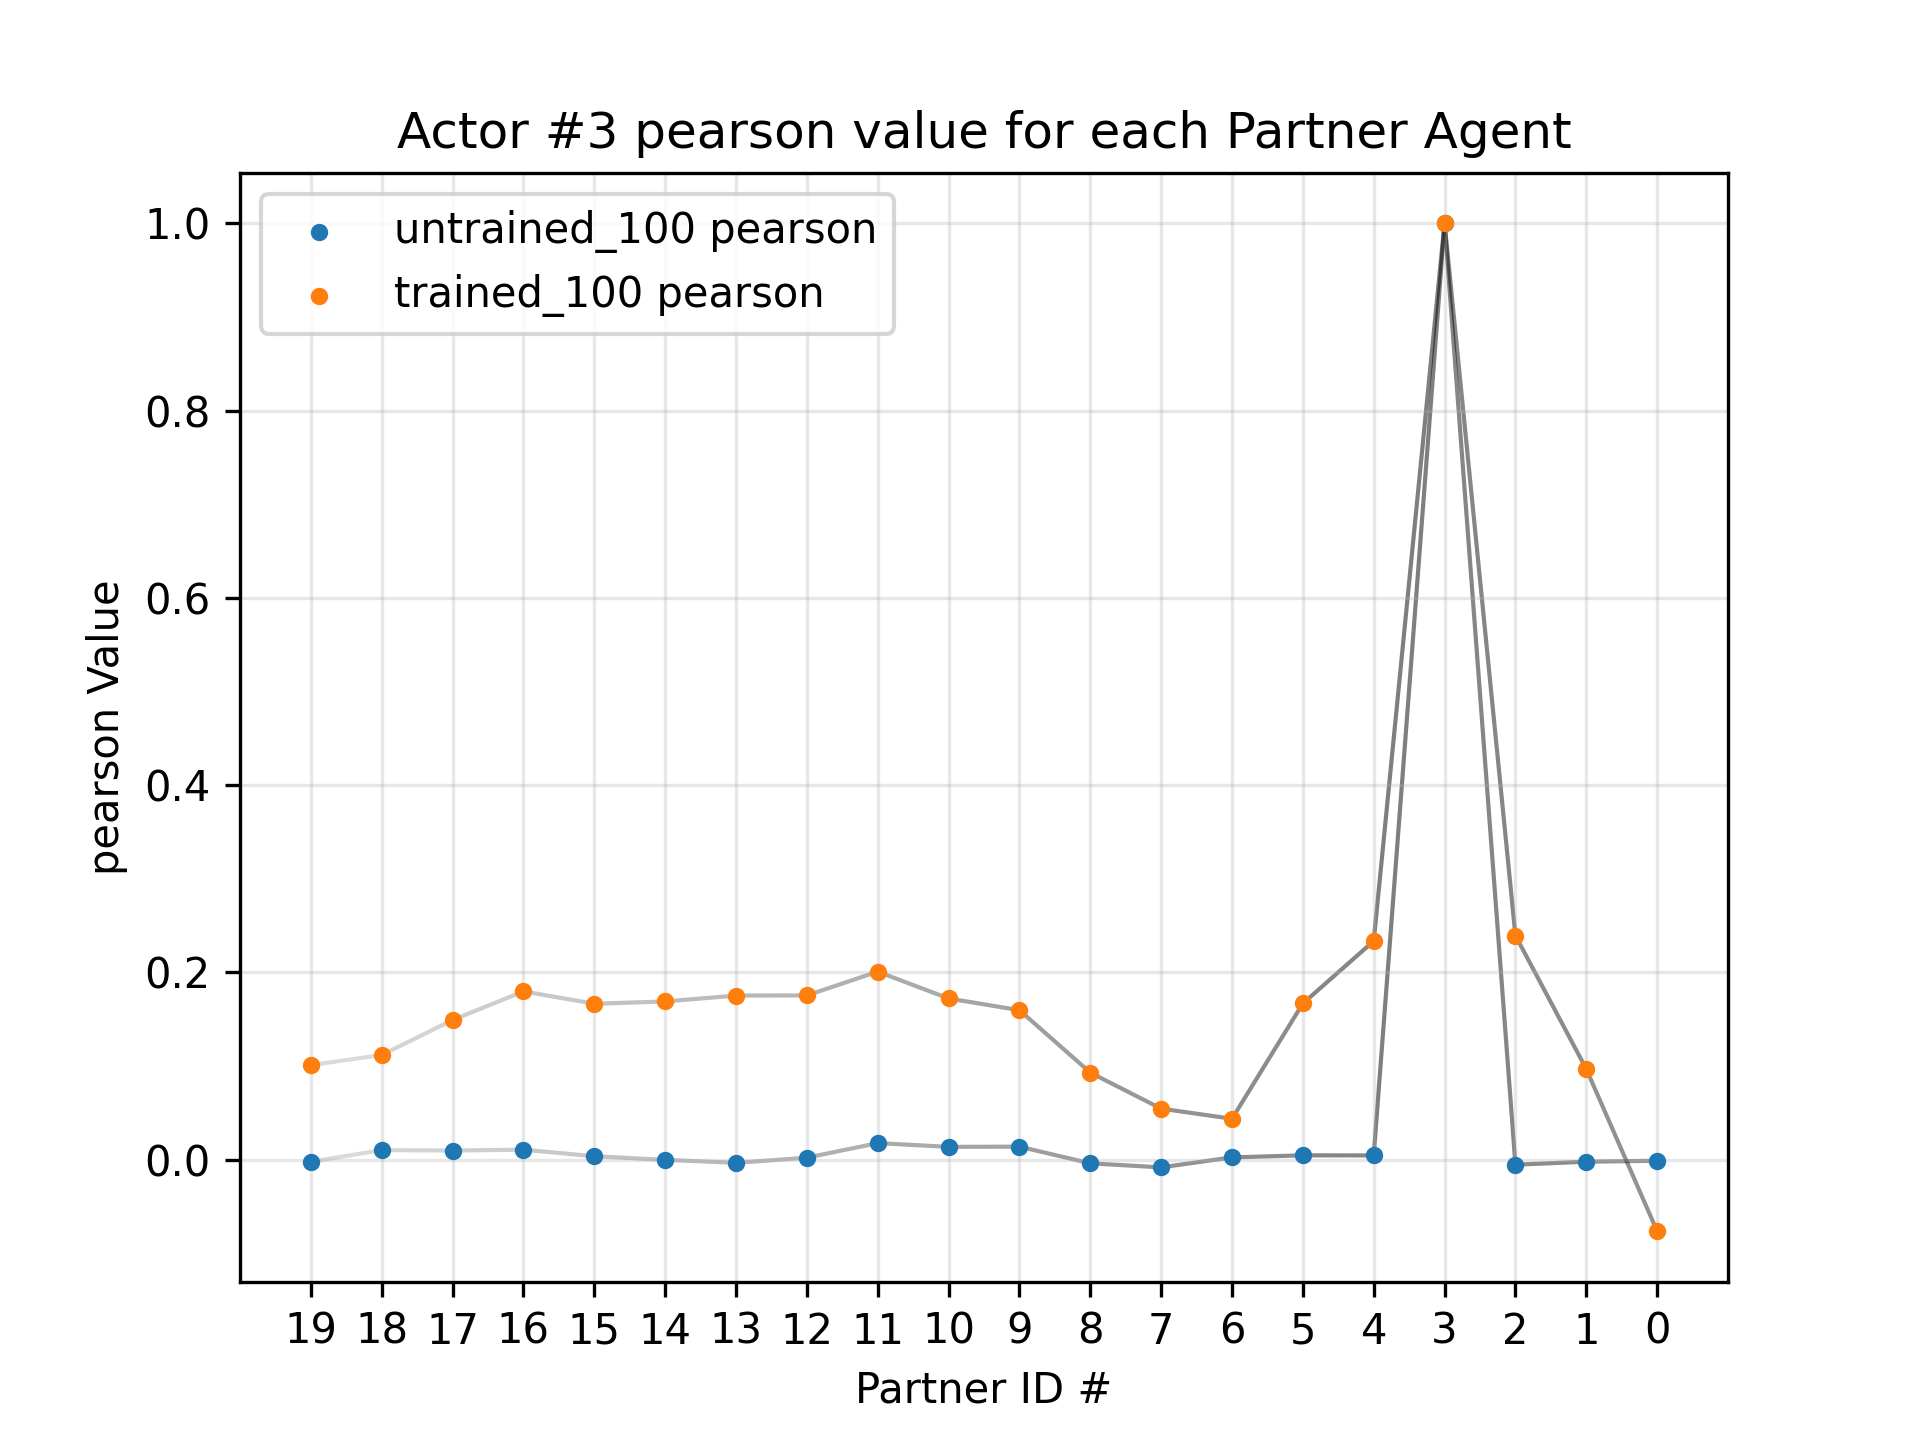 Actor #3 pearson value for each Partner Agent
untrained_100 pearson
trained_100 pearson
1.0
0.8
0.6
0.4
0.2
0.0
pearson Value
19 18 17 16 15 14 13 12 11 10 9 8 7 6 5 4 3 2 1 0
Partner ID #